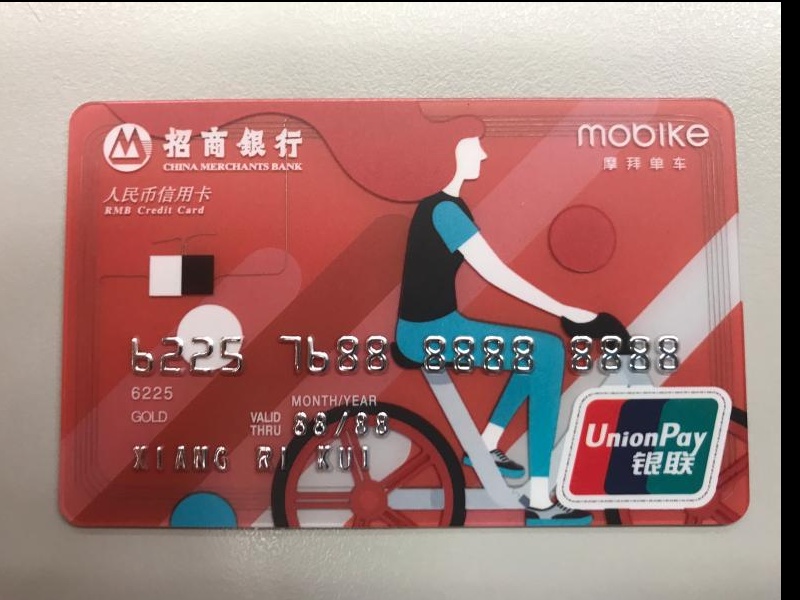 招商銀行
CHINA MERCHANTS BANK
mobike
摩拜单车
人民币信用卡
RMB Credit Card
6225 7688 8888 8888
6225
MONTH/YEAR
GOLD
VALID THRU 88/88
XIANG RI KUI
UnionPay
银联